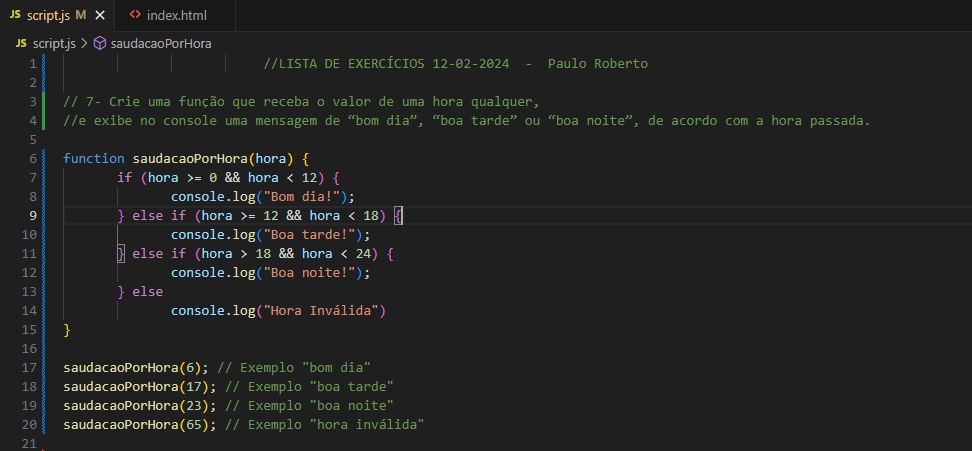 JS script.js M × <> index.html
JS script.js > saudacaoPorHora
1 //LISTA DE EXERCÍCIOS 12-02-2024 - Paulo Roberto
2
3 // 7- Crie uma função que receba o valor de uma hora qualquer,
4 //e exibe no console uma mensagem de “bom dia”, “boa tarde” ou “boa noite”, de acordo com a hora passada.
5
6 function saudacaoPorHora(hora) {
7 if (hora >= 0 && hora < 12) {
8 console.log("Bom dia!");
9 } else if (hora >= 12 && hora < 18) {
10 console.log("Boa tarde!");
11 } else if (hora > 18 && hora < 24) {
12 console.log("Boa noite!");
13 } else
14 console.log("Hora Inválida")
15 }
16
17 saudacaoPorHora(6); // Exemplo "bom dia"
18 saudacaoPorHora(17); // Exemplo "boa tarde"
19 saudacaoPorHora(23); // Exemplo "boa noite"
20 saudacaoPorHora(65); // Exemplo "hora inválida"
21